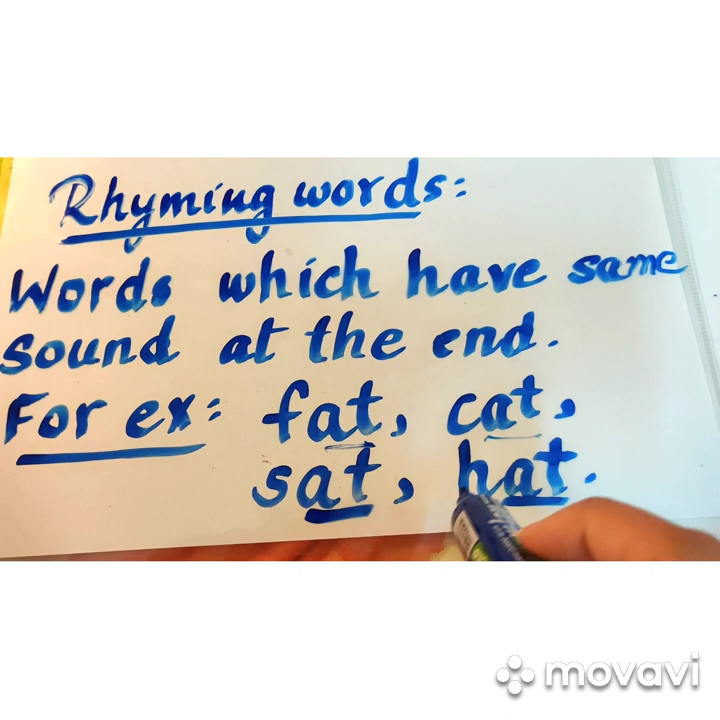 Rhyming words:
Words which have same
sound at the end.
For ex: fat, cat,
sat, hat.
movavi